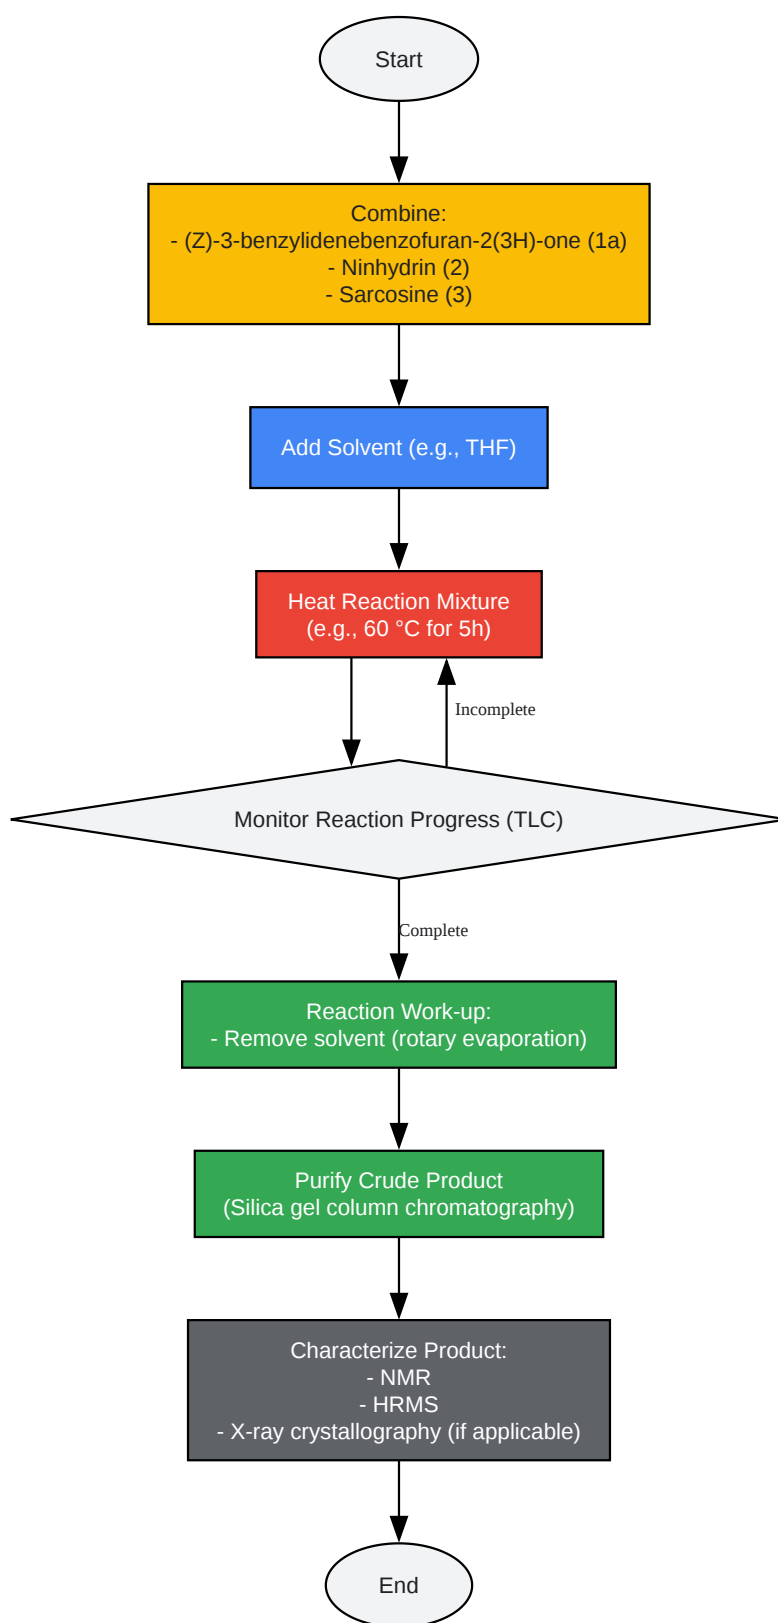 Start
Combine:
- (Z)-3-benzylidenebenzofuran-2(3H)-one (1a)
- Ninhydrin (2)
- Sarcosine (3)
Add Solvent (e.g., THF)
Heat Reaction Mixture
(e.g., 60 °C for 5h)
Incomplete
Monitor Reaction Progress (TLC)
Complete
Reaction Work-up:
- Remove solvent (rotary evaporation)
Purify Crude Product
(Silica gel column chromatography)
Characterize Product:
- NMR
- HRMS
- X-ray crystallography (if applicable)
End